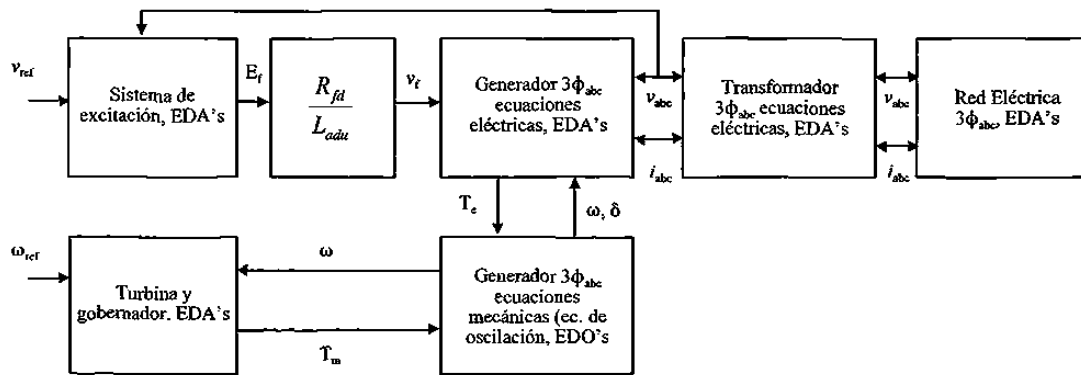 v_ref
Sistema de
excitación, EDA's
E_f
R_fd
L_adu
v_f
Generador 3ϕ_abc
ecuaciones
eléctricas, EDA's
v_abc
i_abc
Transformador
3ϕ_abc ecuaciones
eléctricas, EDA's
v_abc
i_abc
Red Eléctrica
3ϕ_abc, EDA's
T_e
ω, δ
ω_ref
Turbina y
gobernador. EDA's
ω
T_m
Generador 3ϕ_abc
ecuaciones
mecánicas (ec. de
oscilación, EDO's